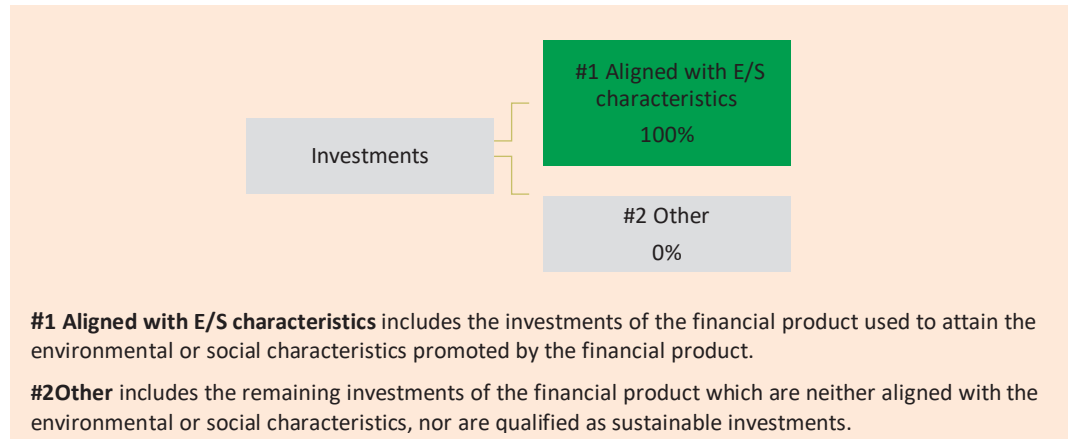 #1 Aligned with E/S
characteristics
100%
Investments
#2 Other
0%
#1 Aligned with E/S characteristics includes the investments of the financial product used to attain the
environmental or social characteristics promoted by the financial product.
#2Other includes the remaining investments of the financial product which are neither aligned with the
environmental or social characteristics, nor are qualified as sustainable investments.